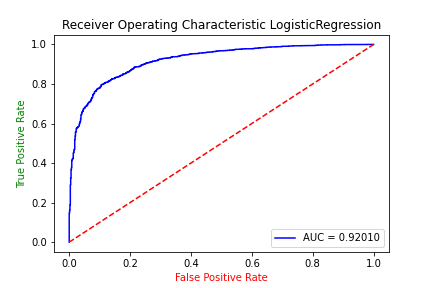 Receiver Operating Characteristic LogisticRegression
1.0
0.8
0.6
0.4
0.2
0.0
True Positive Rate
AUC = 0.92010
0.0 0.2 0.4 0.6 0.8 1.0
False Positive Rate